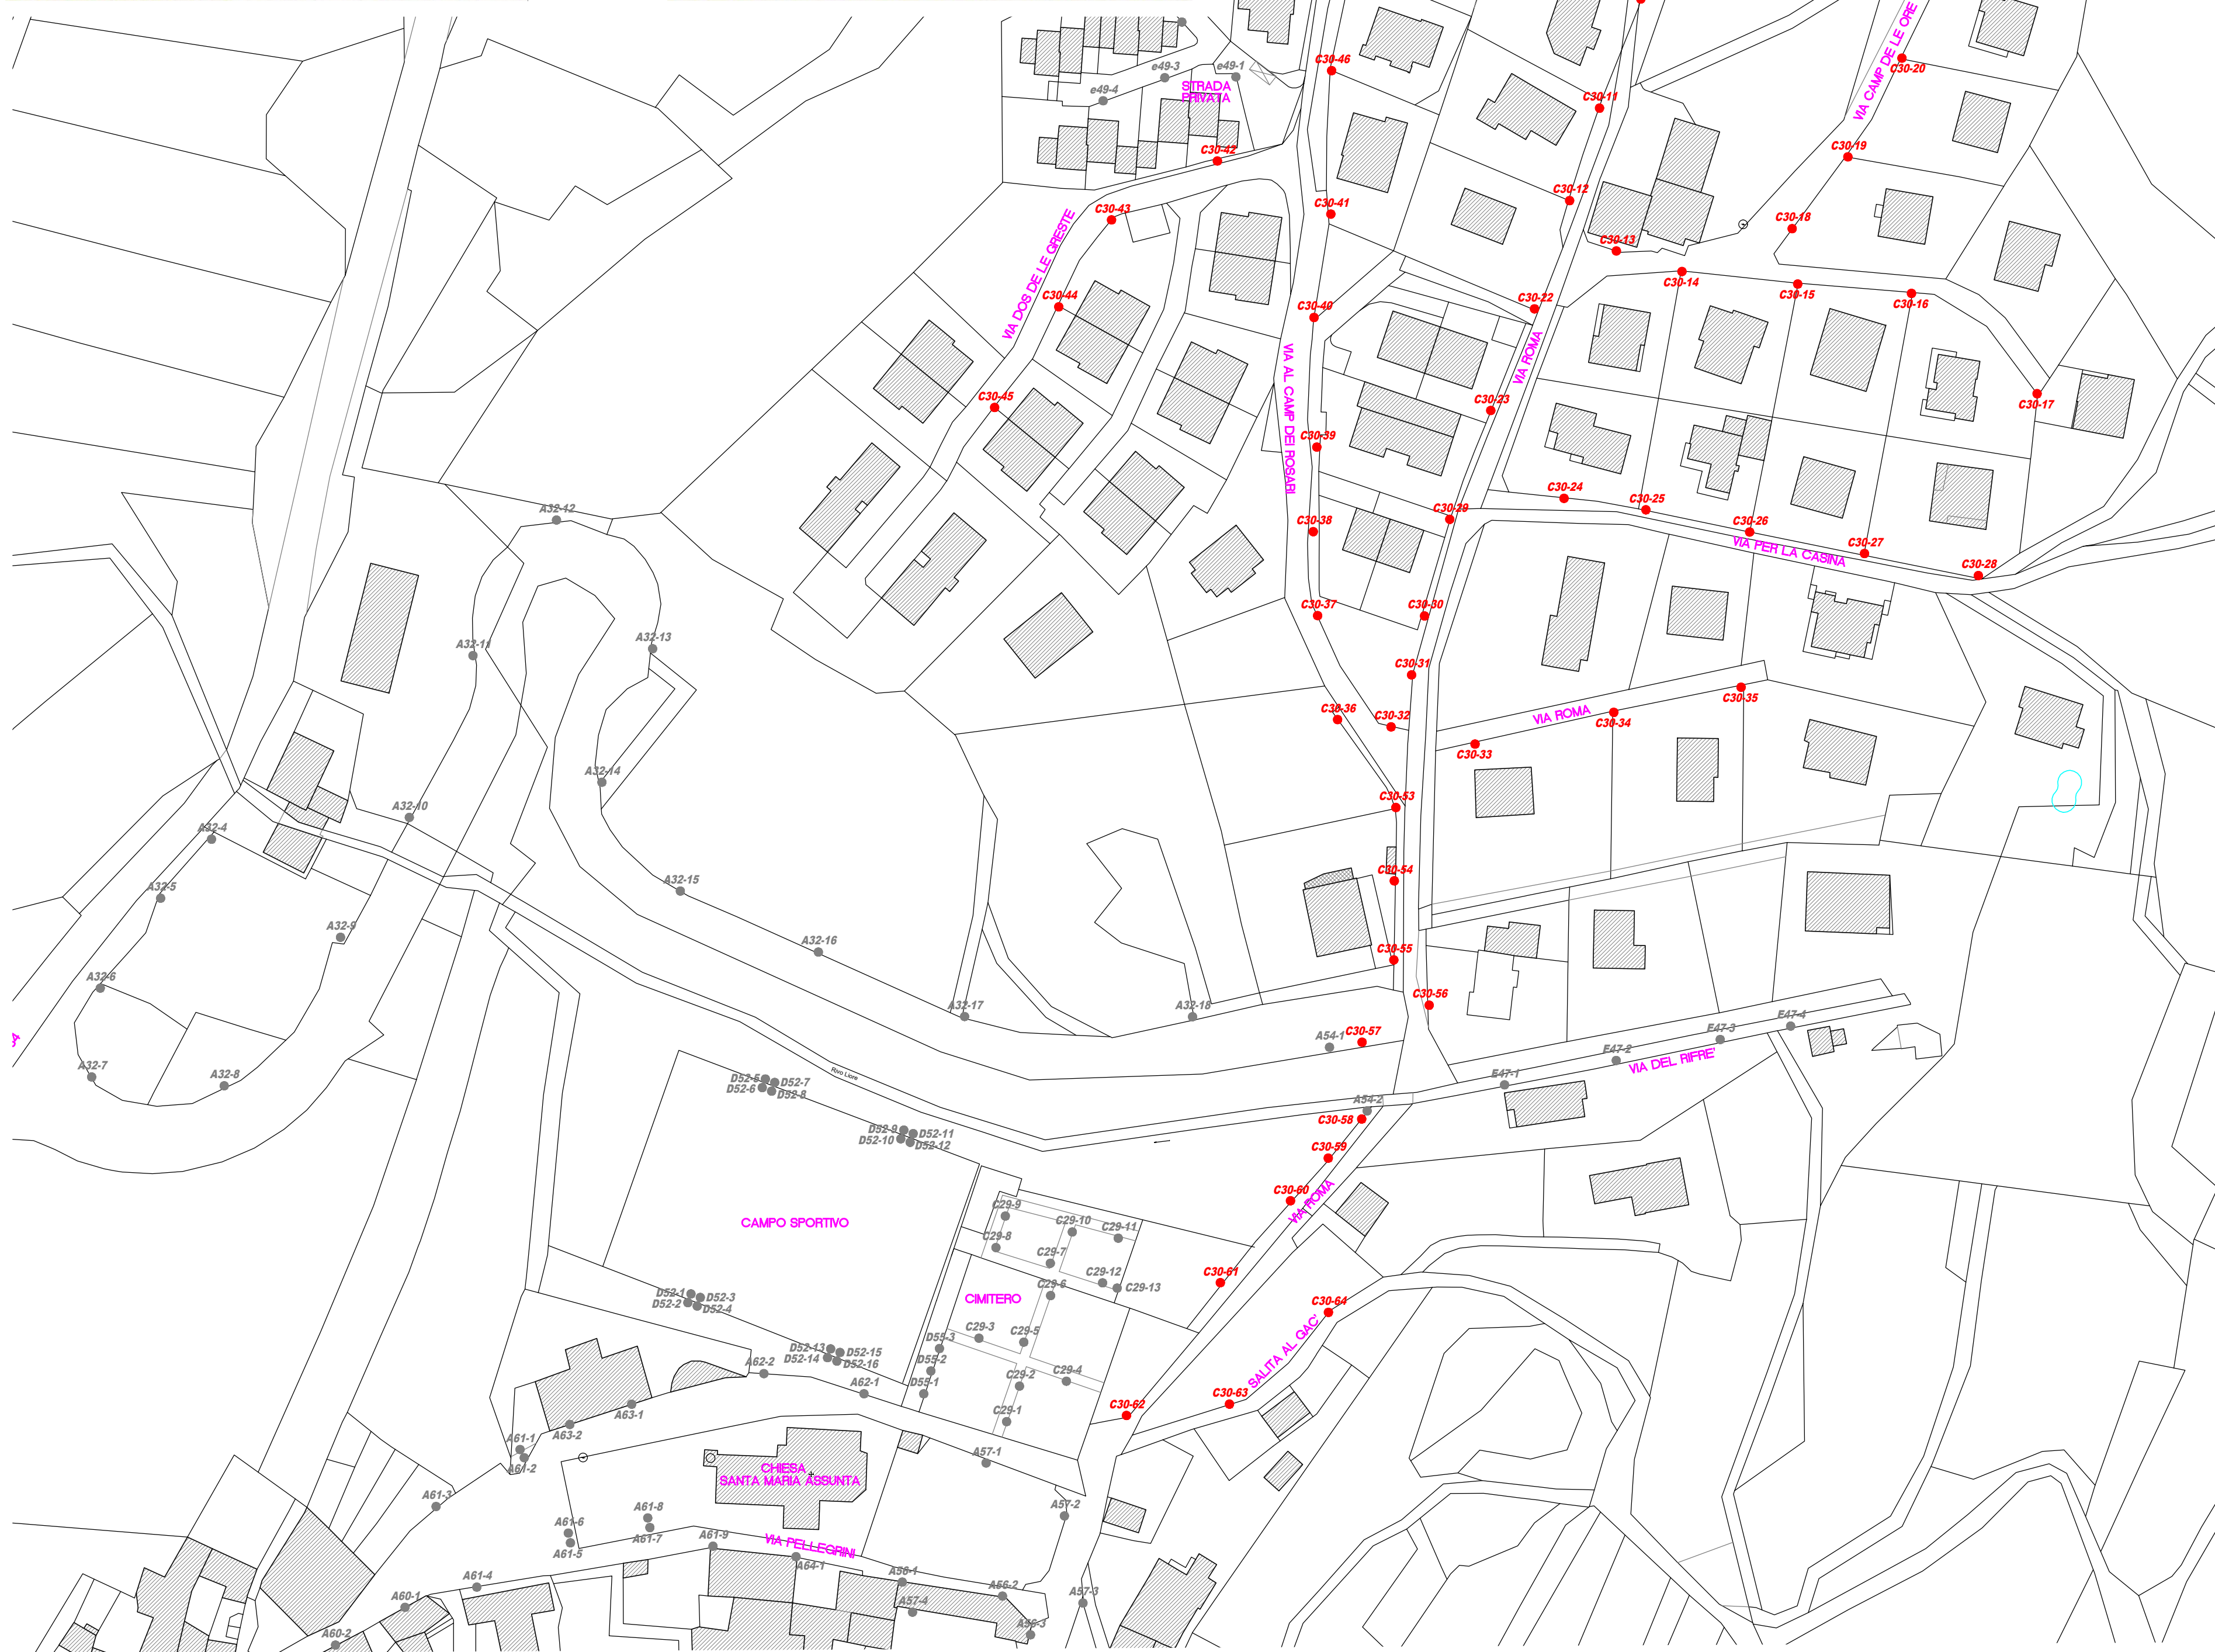 e49-3
e49-1
e49-4
STRADA
PRIVATA
C30-46
C30-11
VIA CAMP DE LE ORE
C30-20
C30-42
C30-19
C30-12
C30-43
C30-41
C30-18
C30-13
VIA DOS DE LE GRESTE
C30-14
C30-15
C30-16
C30-44
C30-40
C30-22
VIA ROMA
VIA AL CAMP DEI ROSARI
C30-45
C30-23
C30-17
C30-39
C30-24
C30-25
A32-12
C30-29
C30-38
C30-26
VIA PER LA CASINA
C30-27
C30-28
C30-37
C30-30
A32-13
A32-11
C30-31
C30-36
C30-32
VIA ROMA
C30-34
C30-35
C30-33
A32-14
C30-53
A32-10
A32-4
C30-54
A32-15
A32-5
A32-9
A32-16
C30-55
A32-6
A32-17
A32-18
C30-56
A54-1
C30-57
E47-4
E47-3
E47-2
VIA DEL RIFRE'
A32-7
A32-8
Rivo Liore
D52-5
D52-7
D52-6
D52-8
E47-1
A54-2
C30-58
D52-9
D52-11
D52-10
D52-12
C30-59
C30-60
VIA ROMA
CAMPO SPORTIVO
C29-9
C29-10
C29-11
C29-8
C29-7
C29-12
C29-13
C29-6
C30-61
CIMITERO
D52-1
D52-3
D52-2
D52-4
C30-64
SALITA AL GAC'
C29-3
C29-5
D55-3
D52-13
D52-15
D52-14
D52-16
D55-2
A62-2
A62-1
D55-1
C29-2
C29-4
C30-63
C30-62
A63-1
A63-2
C29-1
A61-1
A61-2
CHIESA
SANTA MARIA ASSUNTA
A57-1
A61-3
A61-8
A61-7
A61-6
A61-5
A57-2
A61-9
VIA PELLEGRINI
A64-1
A61-4
A56-1
A56-2
A57-3
A60-1
A57-4
A56-3
A60-2